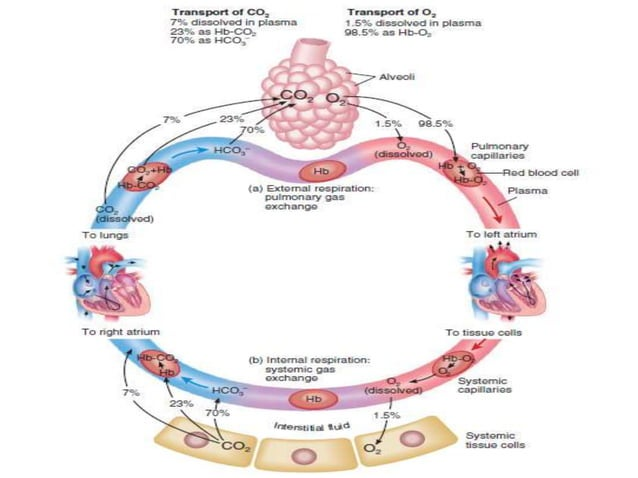 Transport of CO₂
7% dissolved in plasma
23% as Hb-CO₂
70% as HCO₃⁻
Transport of O₂
1.5% dissolved in plasma
98.5% as Hb-O₂
Alveoli
CO₂
O₂
7%
23%
70%
1.5%
98.5%
HCO₃⁻
O₂
(dissolved)
Pulmonary
capillaries
CO₂+Hb
Hb-CO₂
Hb
Hb + O₂
Hb-O₂
Red blood cell
Plasma
(a) External respiration:
pulmonary gas
exchange
CO₂
(dissolved)
To lungs
To left atrium
To right atrium
To tissue cells
Hb-CO₂
Hb
(b) Internal respiration:
systemic gas
exchange
Hb-O₂
O₂
Systemic
capillaries
HCO₃⁻
Hb
O₂
(dissolved)
7%
23%
70%
1.5%
Interstitial fluid
CO₂
O₂
Systemic
tissue cells